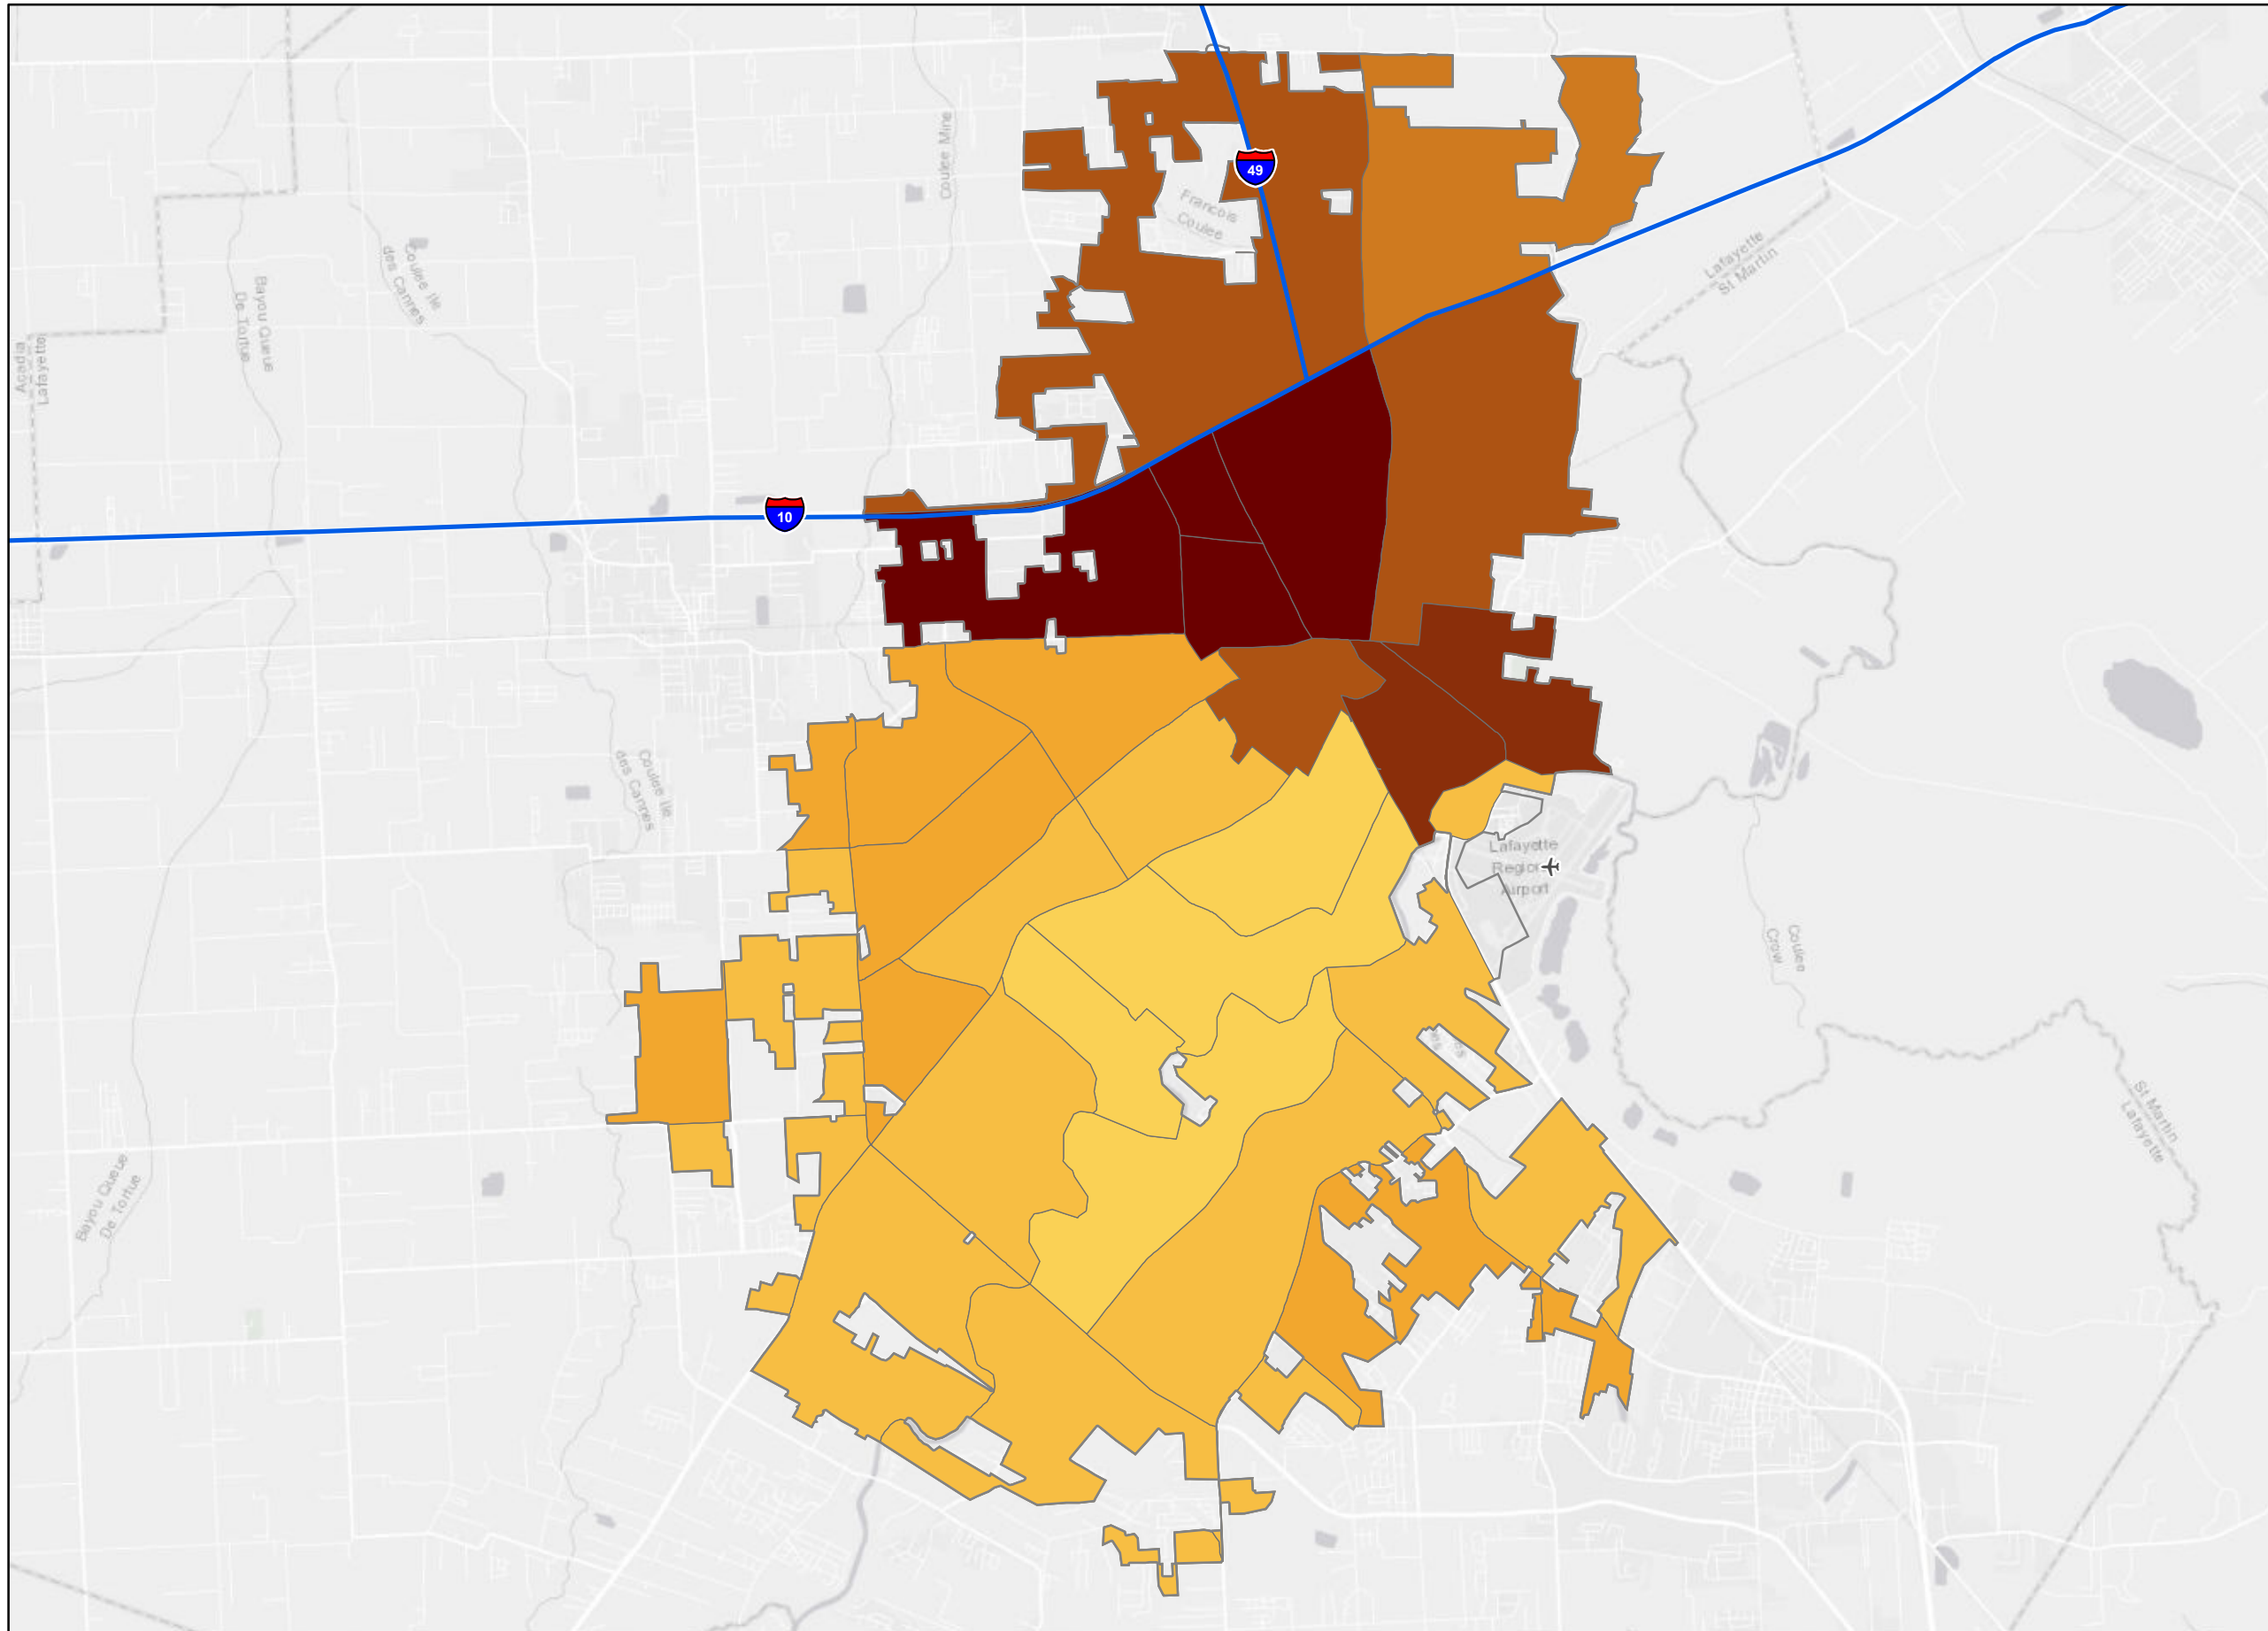 Coulee Mine
49
Francois
Coulee
Lafayette
St Martin
Coulee Ile
des Cannes
Bayou Queue
De Tortue
Acadia
Lafayette
10
Coulee Ile
des Cannes
Lafayette
Regional
Airport
Coulee
Crow
Bayou Queue
De Tortue
St Martin
Lafayette